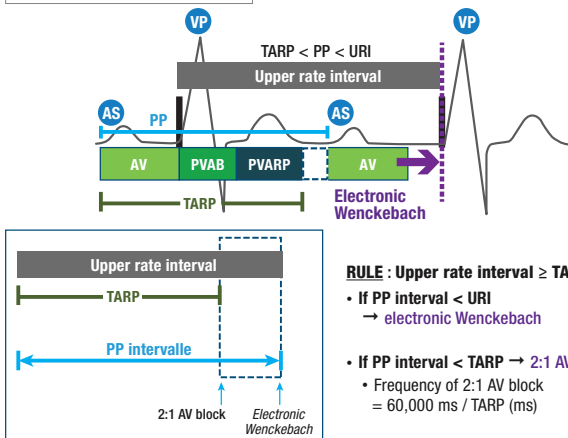 VP
VP
TARP < PP < URI
Upper rate interval
AS
PP
AS
AV
PVAB
PVARP
AV
TARP
Electronic
Wenckebach
Upper rate interval
TARP
PP intervalle
2:1 AV block
Electronic
Wenckebach
RULE : Upper rate interval ≥ TA
• If PP interval < URI
→ electronic Wenckebach
• If PP interval < TARP → 2:1 AV
• Frequency of 2:1 AV block
= 60,000 ms / TARP (ms)